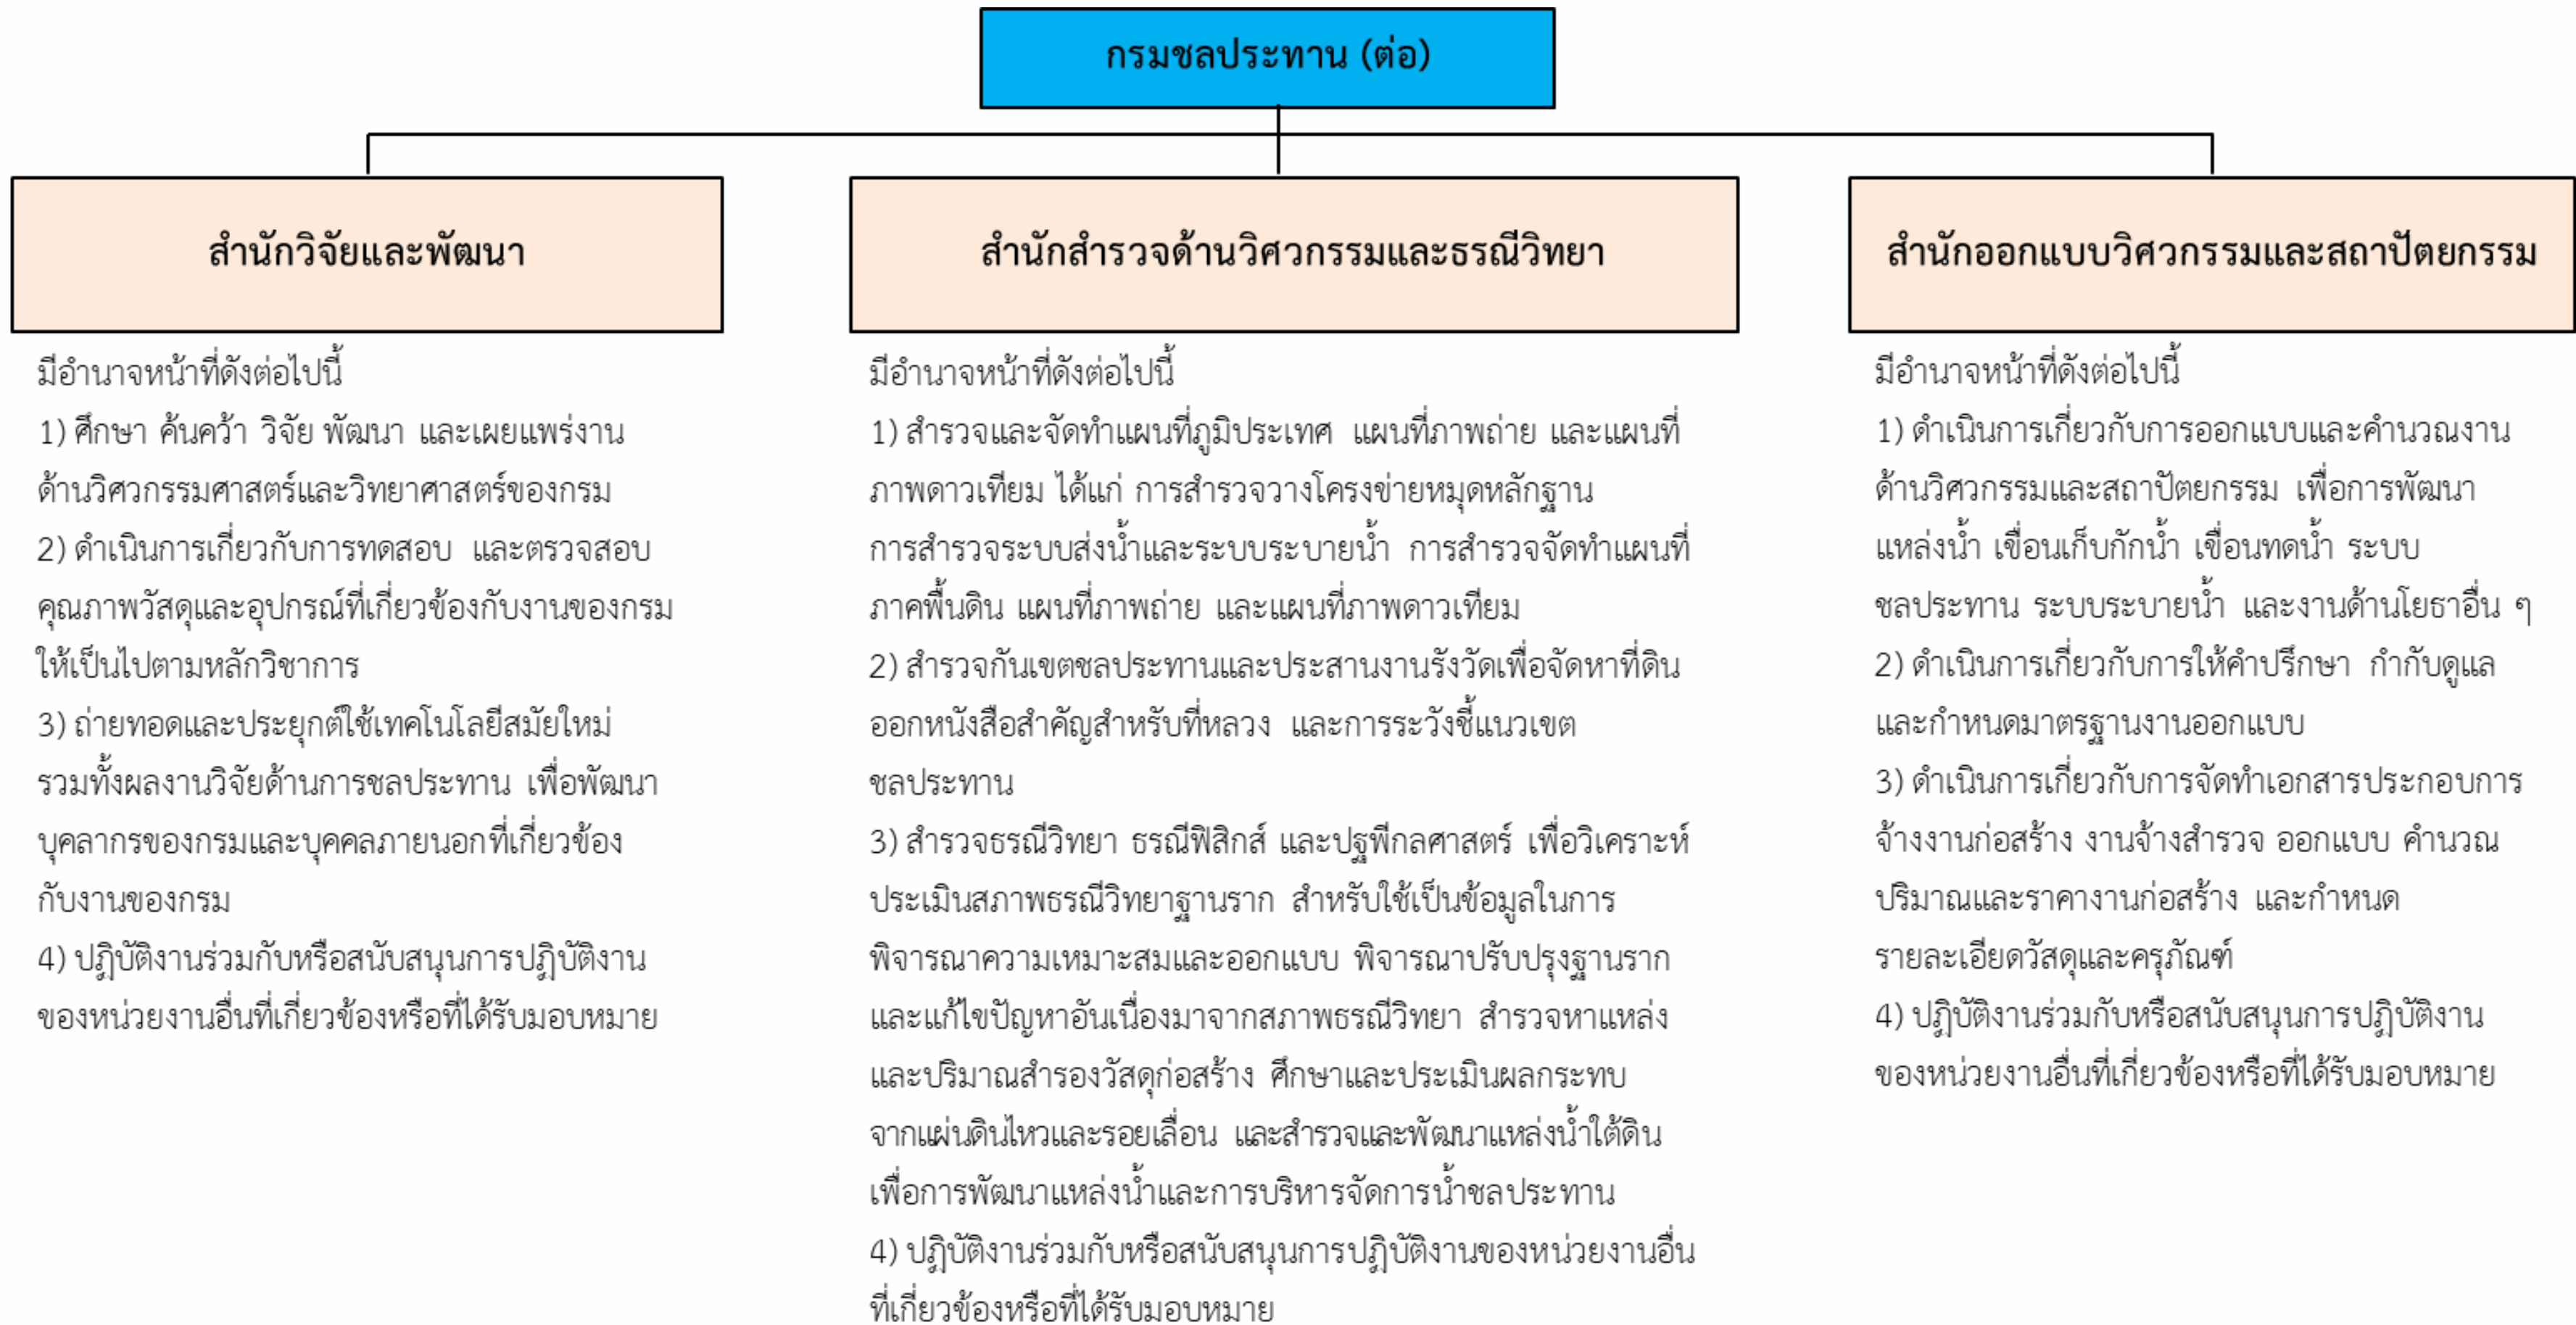 กรมชลประทาน (ต่อ)
สำนักวิจัยและพัฒนา
มีอำนาจหน้าที่ดังต่อไปนี้
1) ศึกษา ค้นคว้า วิจัย พัฒนา และเผยแพร่งาน
ด้านวิศวกรรมศาสตร์และวิทยาศาสตร์ของกรม
2) ดำเนินการเกี่ยวกับการทดสอบ และตรวจสอบ
คุณภาพวัสดุและอุปกรณ์ที่เกี่ยวข้องกับงานของกรม
ให้เป็นไปตามหลักวิชาการ
3) ถ่ายทอดและประยุกต์ใช้เทคโนโลยีสมัยใหม่
รวมทั้งผลงานวิจัยด้านการชลประทาน เพื่อพัฒนา
บุคลากรของกรมและบุคคลภายนอกที่เกี่ยวข้อง
กับงานของกรม
4) ปฏิบัติงานร่วมกับหรือสนับสนุนการปฏิบัติงาน
ของหน่วยงานอื่นที่เกี่ยวข้องหรือที่ได้รับมอบหมาย
สำนักสำรวจด้านวิศวกรรมและธรณีวิทยา
มีอำนาจหน้าที่ดังต่อไปนี้
1) สำรวจและจัดทำแผนที่ภูมิประเทศ แผนที่ภาพถ่าย และแผนที่
ภาพดาวเทียม ได้แก่ การสำรวจวางโครงข่ายหมุดหลักฐาน
การสำรวจระบบส่งน้ำและระบบระบายน้ำ การสำรวจจัดทำแผนที่
ภาคพื้นดิน แผนที่ภาพถ่าย และแผนที่ภาพดาวเทียม
2) สำรวจกันเขตชลประทานและประสานงานรังวัดเพื่อจัดหาที่ดิน
ออกหนังสือสำคัญสำหรับที่หลวง และการระวังชี้แนวเขต
ชลประทาน
3) สำรวจธรณีวิทยา ธรณีฟิสิกส์ และปฐพีกลศาสตร์ เพื่อวิเคราะห์
ประเมินสภาพธรณีวิทยาฐานราก สำหรับใช้เป็นข้อมูลในการ
พิจารณาความเหมาะสมและออกแบบ พิจารณาปรับปรุงฐานราก
และแก้ไขปัญหาอันเนื่องมาจากสภาพธรณีวิทยา สำรวจหาแหล่ง
และปริมาณสำรองวัสดุก่อสร้าง ศึกษาและประเมินผลกระทบ
จากแผ่นดินไหวและรอยเลื่อน และสำรวจและพัฒนาแหล่งน้ำใต้ดิน
เพื่อการพัฒนาแหล่งน้ำและการบริหารจัดการน้ำชลประทาน
4) ปฏิบัติงานร่วมกับหรือสนับสนุนการปฏิบัติงานของหน่วยงานอื่น
ที่เกี่ยวข้องหรือที่ได้รับมอบหมาย
สำนักออกแบบวิศวกรรมและสถาปัตยกรรม
มีอำนาจหน้าที่ดังต่อไปนี้
1) ดำเนินการเกี่ยวกับการออกแบบและคำนวณงาน
ด้านวิศวกรรมและสถาปัตยกรรม เพื่อการพัฒนา
แหล่งน้ำ เขื่อนเก็บกักน้ำ เขื่อนทดน้ำ ระบบ
ชลประทาน ระบบระบายน้ำ และงานด้านโยธาอื่น ๆ
2) ดำเนินการเกี่ยวกับการให้คำปรึกษา กำกับดูแล
และกำหนดมาตรฐานงานออกแบบ
3) ดำเนินการเกี่ยวกับการจัดทำเอกสารประกอบการ
จ้างงานก่อสร้าง งานจ้างสำรวจ ออกแบบ คำนวณ
ปริมาณและราคางานก่อสร้าง และกำหนด
รายละเอียดวัสดุและครุภัณฑ์
4) ปฏิบัติงานร่วมกับหรือสนับสนุนการปฏิบัติงาน
ของหน่วยงานอื่นที่เกี่ยวข้องหรือที่ได้รับมอบหมาย